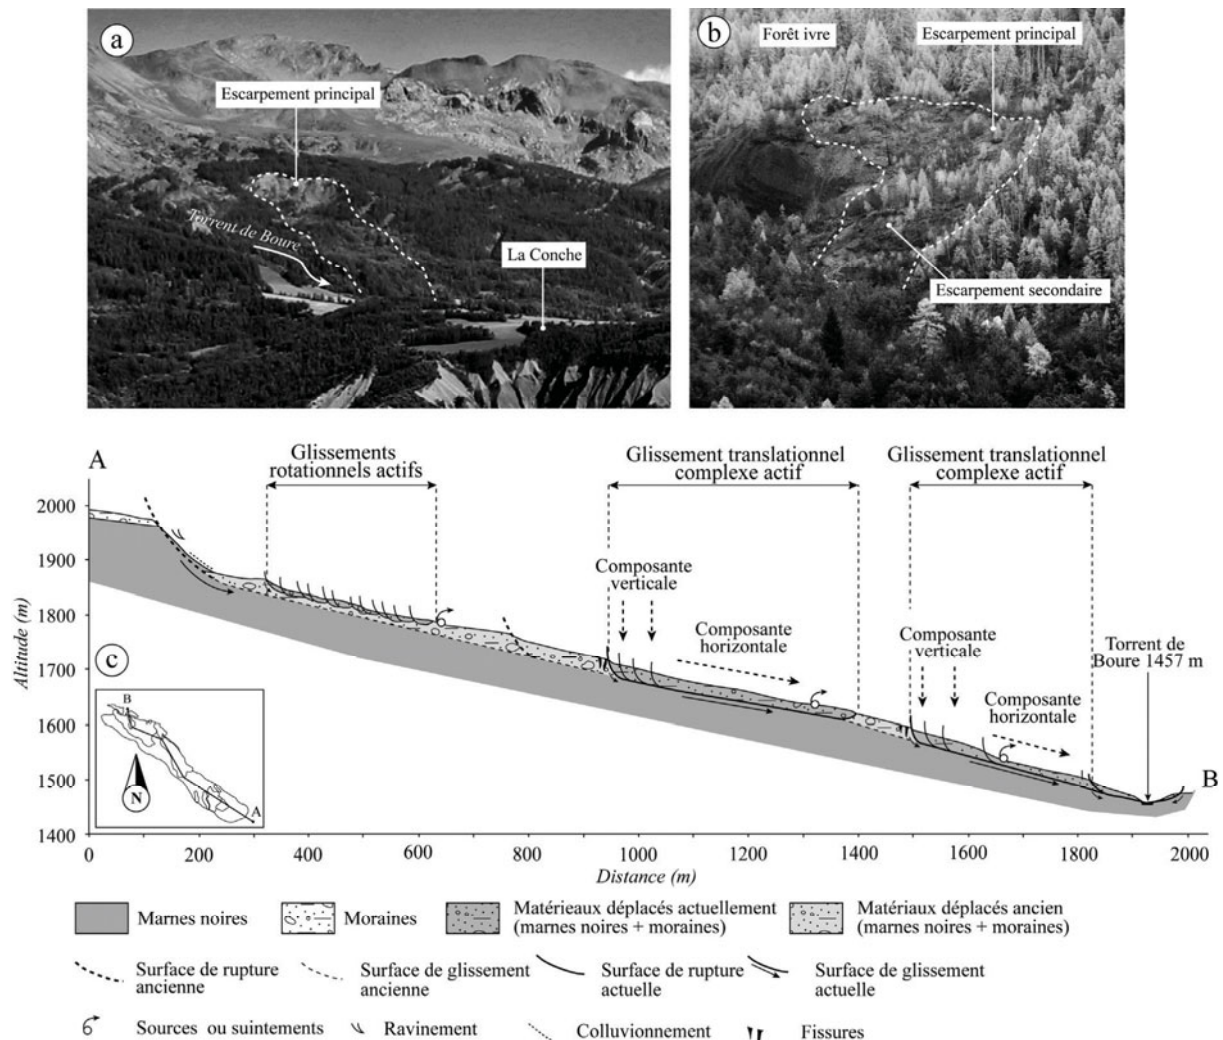 a
Escarpement principal
Torrent de Boure
La Conche
b
Forêt ivre
Escarpement principal
Escarpement secondaire
A
Glissements
rotationnels actifs
Glissement translationnel
complexe actif
Glissement translationnel
complexe actif
2000
1900
1800
1700
1600
1500
1400
Altitude (m)
Composante
verticale
Composante
horizontale
Composante
verticale
Composante
horizontale
Torrent de
Boure 1457 m
c
B
N
A
B
0
200
400
600
800
1000
1200
1400
1600
1800
2000
Distance (m)
Marnes noires
Moraines
Matérieaux déplacés actuellement
(marnes noires + moraines)
Matériaux déplacés ancien
(marnes noires + moraines)
Surface de rupture
ancienne
Surface de glissement
ancienne
Surface de rupture
actuelle
Surface de glissement
actuelle
Sources ou suintements
Ravinement
Colluvionnement
Fissures